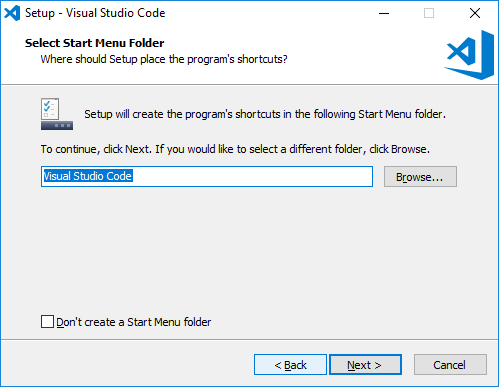 Setup - Visual Studio Code
Select Start Menu Folder
Where should Setup place the program's shortcuts?
Setup will create the program's shortcuts in the following Start Menu folder.
To continue, click Next. If you would like to select a different folder, click Browse.
Visual Studio Code
Browse...
Don't create a Start Menu folder
< Back
Next >
Cancel